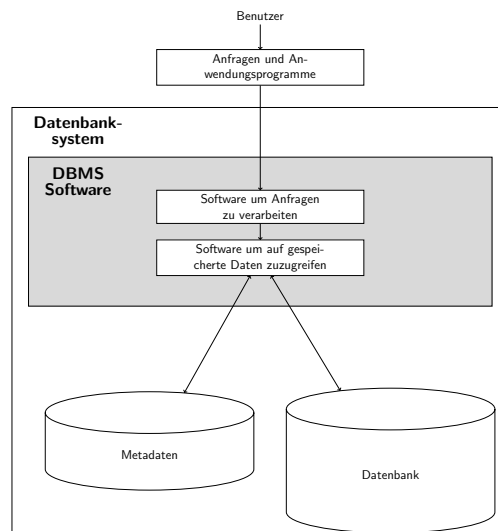 Benutzer
Anfragen und An-
wendungsprogramme
Datenbank-
system
DBMS
Software
Software um Anfragen
zu verarbeiten
Software um auf gespei-
cherte Daten zuzugreifen
Metadaten
Datenbank